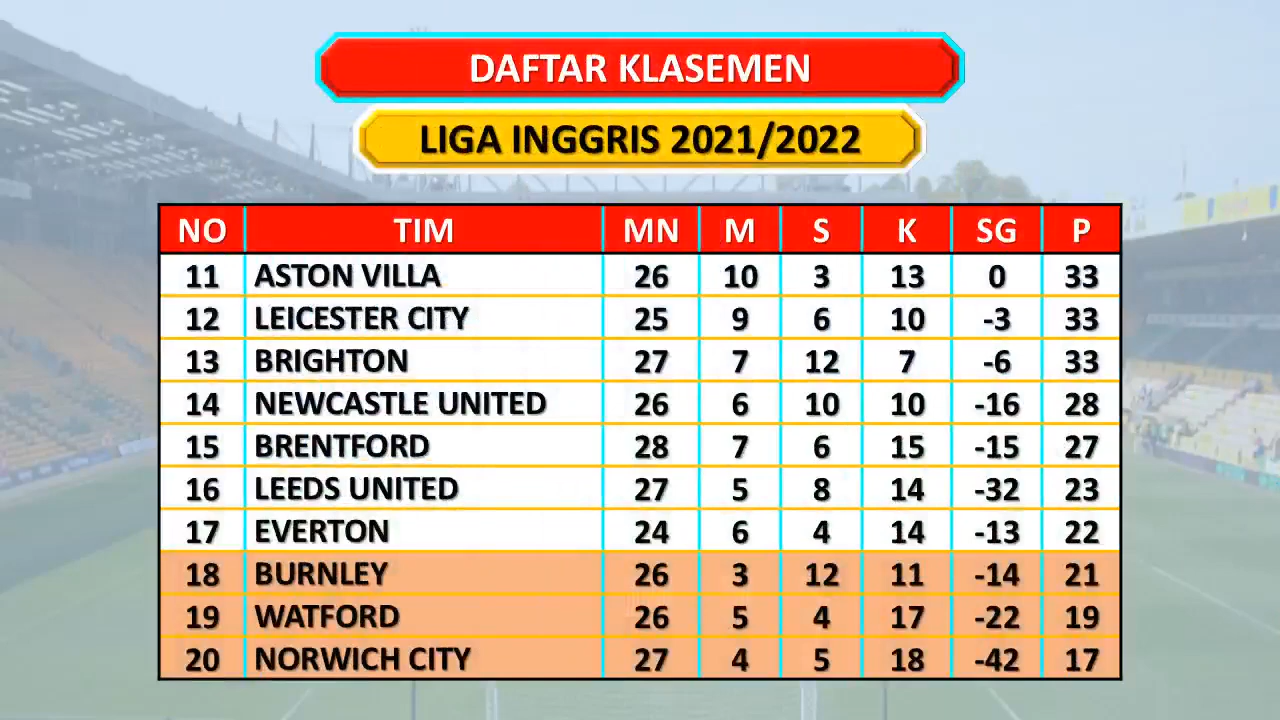 DAFTAR KLASEMEN
LIGA INGGRIS 2021/2022
NO TIM MN M S K SG P
11 ASTON VILLA 26 10 3 13 0 33
12 LEICESTER CITY 25 9 6 10 -3 33
13 BRIGHTON 27 7 12 7 -6 33
14 NEWCASTLE UNITED 26 6 10 10 -16 28
15 BRENTFORD 28 7 6 15 -15 27
16 LEEDS UNITED 27 5 8 14 -32 23
17 EVERTON 24 6 4 14 -13 22
18 BURNLEY 26 3 12 11 -14 21
19 WATFORD 26 5 4 17 -22 19
20 NORWICH CITY 27 4 5 18 -42 17